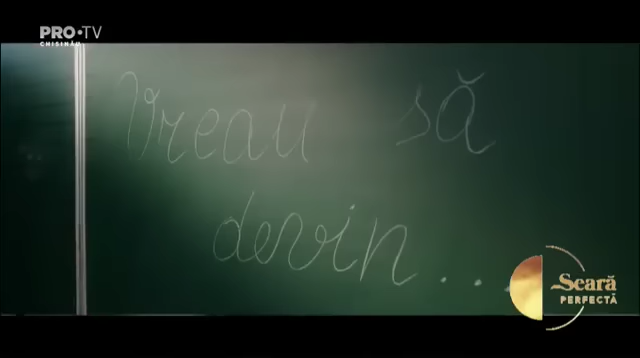 PRO•TV
CHIȘINĂU
Vreau să
devin...
Seară
PERFECTĂ